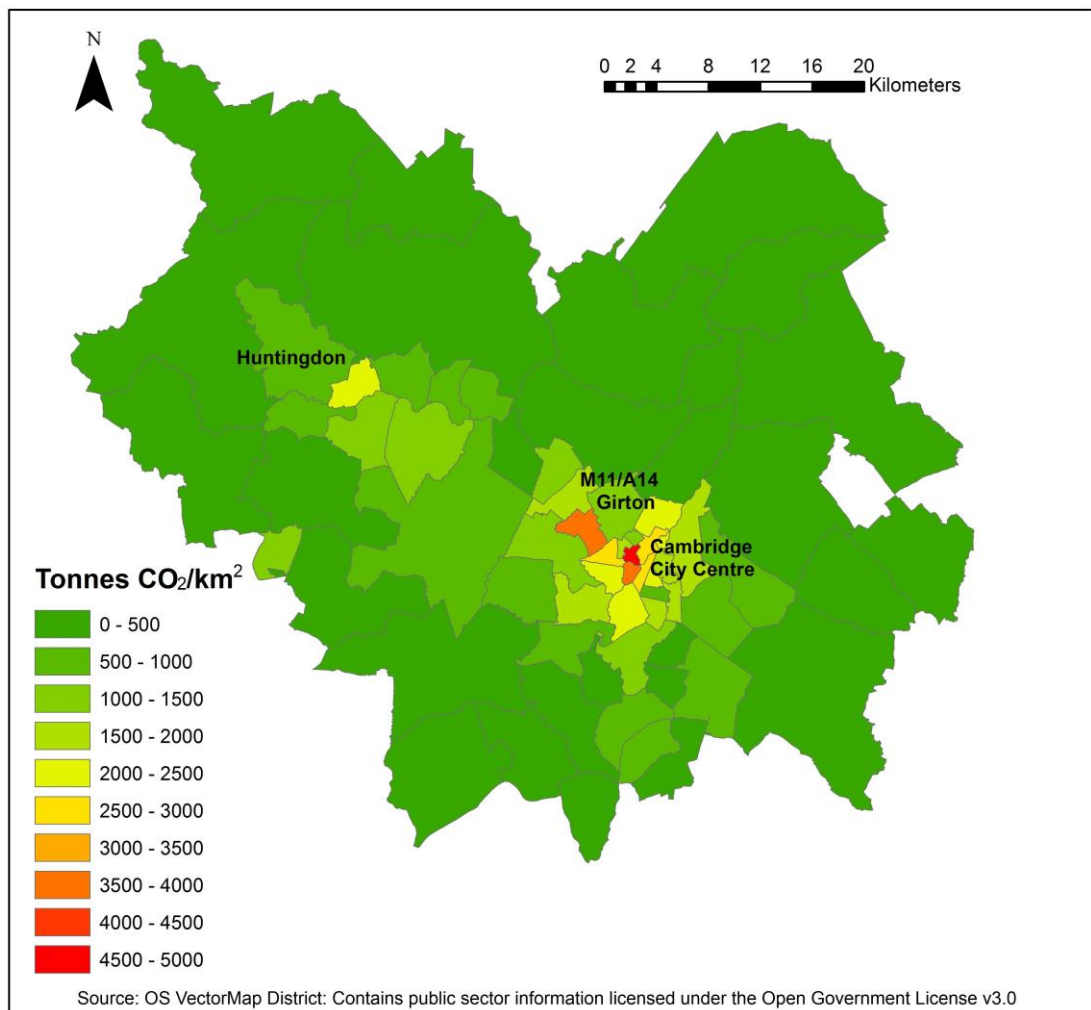 N
0 2 4 8 12 16 20
Kilometers
Huntingdon
M11/A14
Girton
Cambridge
City Centre
Tonnes CO₂/km²
0 - 500
500 - 1000
1000 - 1500
1500 - 2000
2000 - 2500
2500 - 3000
3000 - 3500
3500 - 4000
4000 - 4500
4500 - 5000
Source: OS VectorMap District: Contains public sector information licensed under the Open Government License v3.0